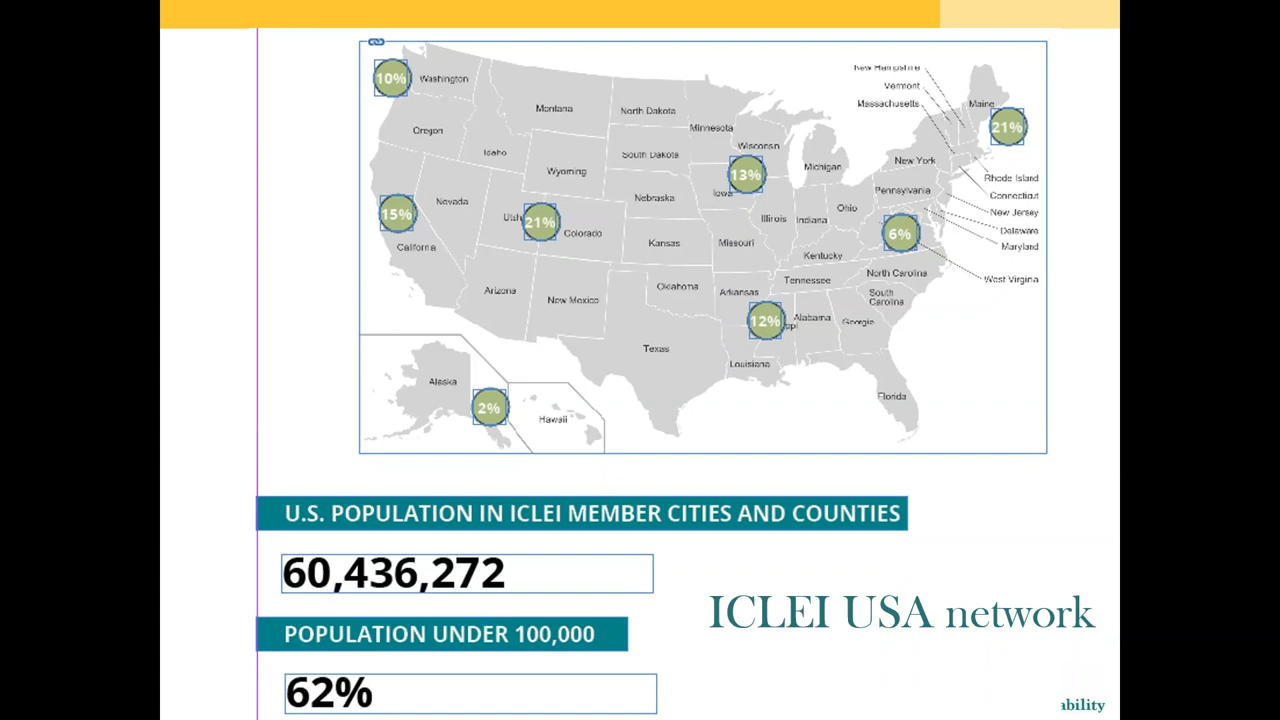 New Hampshire
10% Washington
Vermont
Massachusetts
Maine
Montana
North Dakota
21%
Oregon
Minnesota
Idaho
South Dakota
Wisconsin
New York
Wyoming
13%
Michigan
Rhode Island
Pennsylvania
Connecticut
Nevada
Nebraska
Iowa
Ohio
New Jersey
15%
Utah 21% Colorado
Illinois
Indiana
6%
Delaware
California
Kansas
Missouri
Maryland
Kentucky
West Virginia
Arizona
New Mexico
Oklahoma
Arkansas
Tennessee
North Carolina
South
Carolina
12%
ppi
Alabama
Georgia
Texas
Louisiana
Alaska
Florida
2%
Hawaii
U.S. POPULATION IN ICLEI MEMBER CITIES AND COUNTIES
60,436,272
ICLEI USA network
POPULATION UNDER 100,000
62%
ability